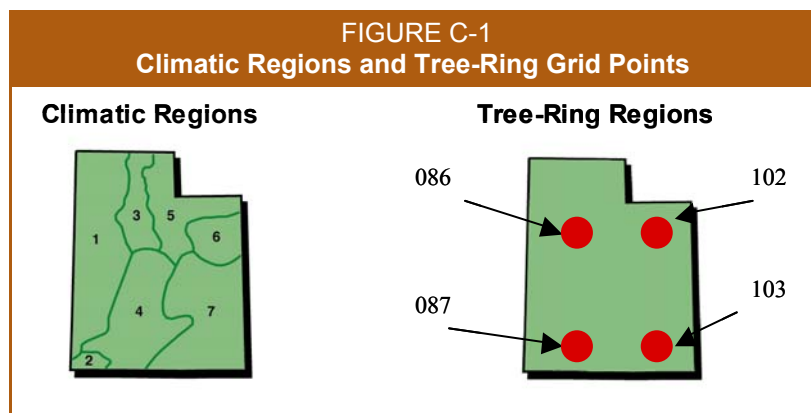 FIGURE C-1
Climatic Regions and Tree-Ring Grid Points
Climatic Regions
Tree-Ring Regions
1
2
3
4
5
6
7
086
102
087
103